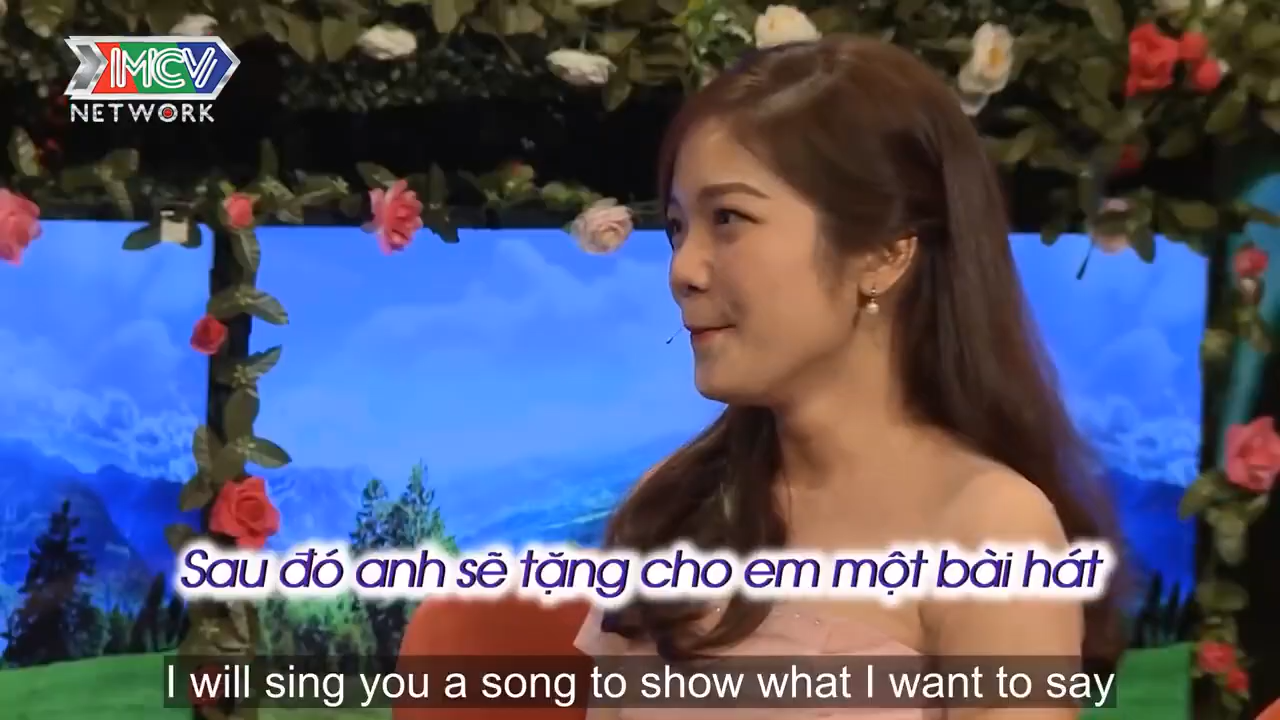 MCV
NETWORK
Sau đó anh sẽ tặng cho em một bài hát
I will sing you a song to show what I want to say